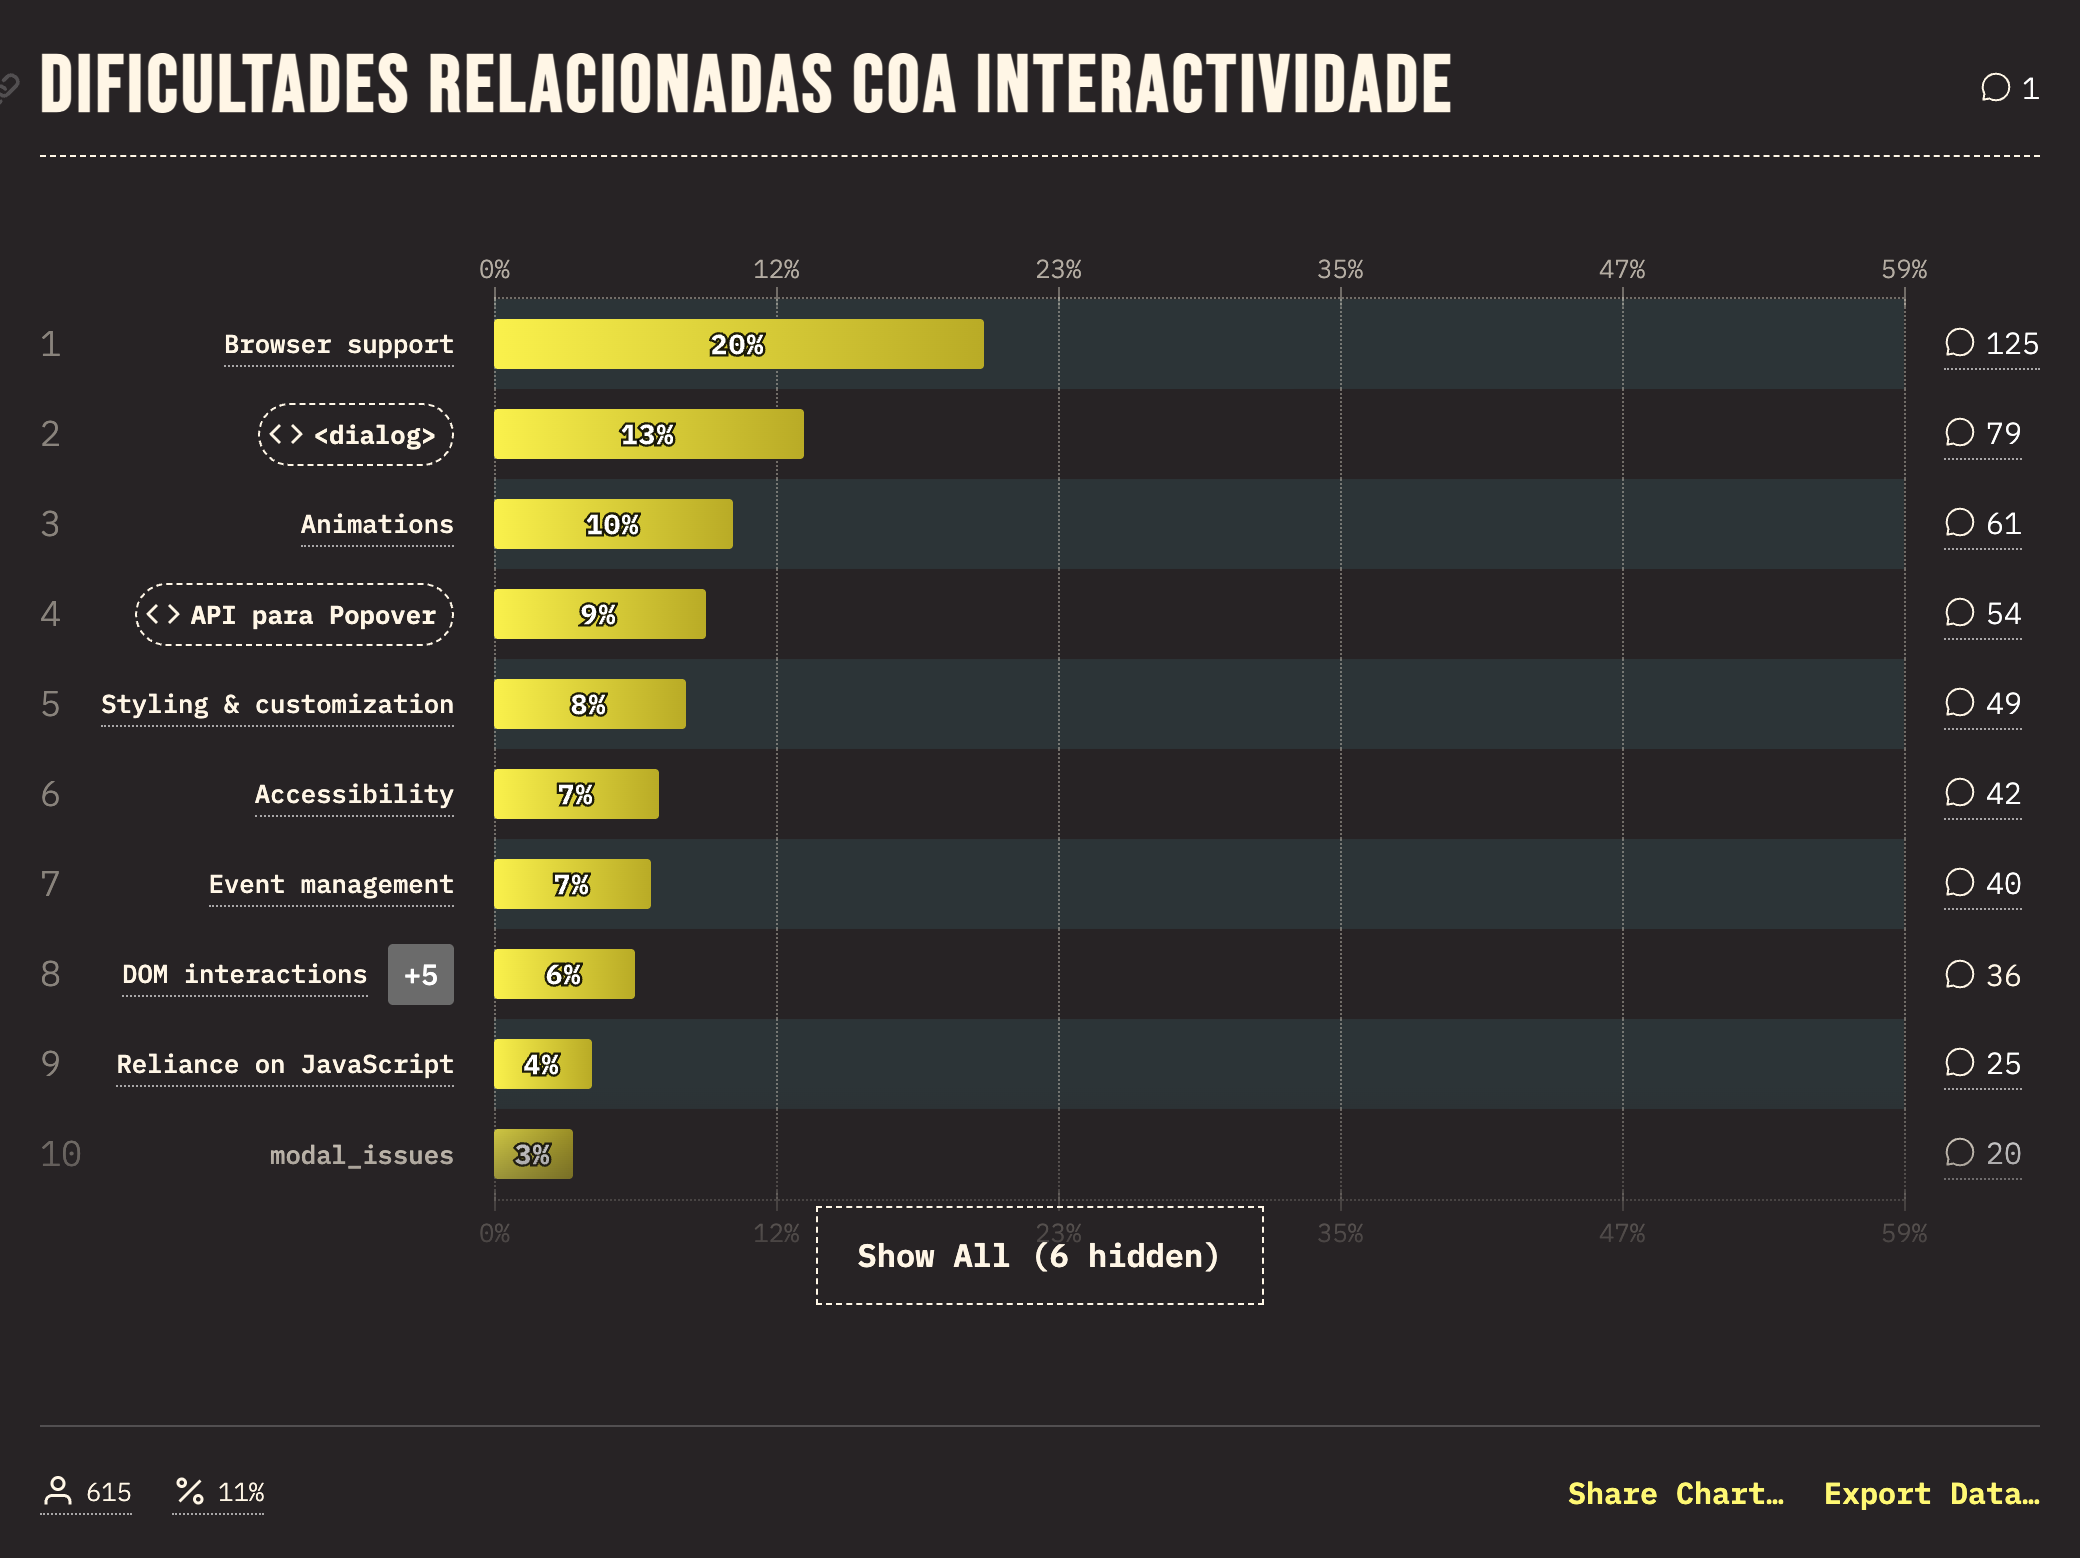 DIFICULTADES RELACIONADAS COA INTERACTIVIDADE
1
0% 12% 23% 35% 47% 59%
1 Browser support 20% 125
2 <> <dialog> 13% 79
3 Animations 10% 61
4 <> API para Popover 9% 54
5 Styling & customization 8% 49
6 Accessibility 7% 42
7 Event management 7% 40
8 DOM interactions +5 6% 36
9 Reliance on JavaScript 4% 25
10 modal_issues 3% 20
0% 12% 23% 35% 47% 59%
Show All (6 hidden)
615 % 11%
Share Chart… Export Data…